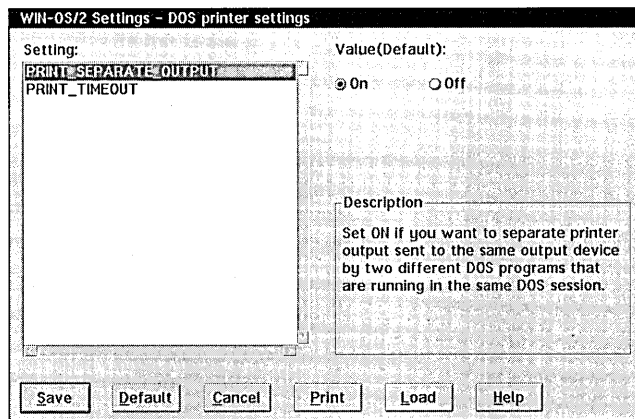 WIN-OS/2 Settings - DOS printer settings
Setting:
PRINT_SEPARATE_OUTPUT
PRINT_TIMEOUT
Value(Default):
On Off
Description
Set ON if you want to separate printer
output sent to the same output device
by two different DOS programs that
are running in the same DOS session.
Save Default Cancel Print Load Help